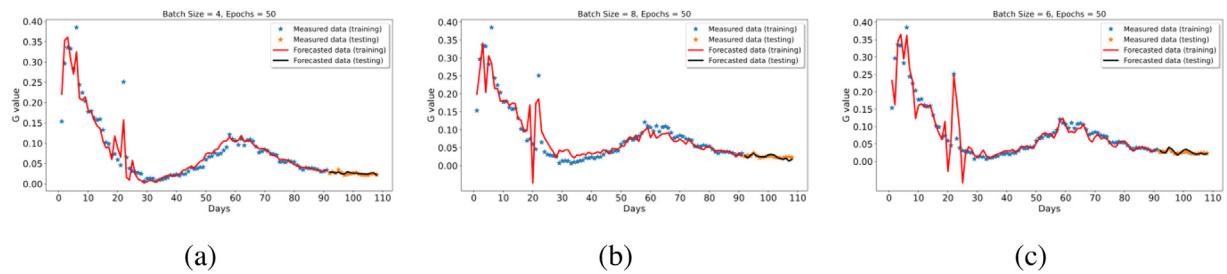 Batch Size = 4, Epochs = 50
G value
0.40
0.35
0.30
0.25
0.20
0.15
0.10
0.05
0.00
Measured data (training)
Measured data (testing)
Forecasted data (training)
Forecasted data (testing)
0 10 20 30 40 50 60 70 80 90 100 110
Days
(a)
Batch Size = 8, Epochs = 50
G value
0.40
0.35
0.30
0.25
0.20
0.15
0.10
0.05
0.00
Measured data (training)
Measured data (testing)
Forecasted data (training)
Forecasted data (testing)
0 10 20 30 40 50 60 70 80 90 100 110
Days
(b)
Batch Size = 6, Epochs = 50
G value
0.40
0.35
0.30
0.25
0.20
0.15
0.10
0.05
0.00
Measured data (training)
Measured data (testing)
Forecasted data (training)
Forecasted data (testing)
0 10 20 30 40 50 60 70 80 90 100 110
Days
(c)